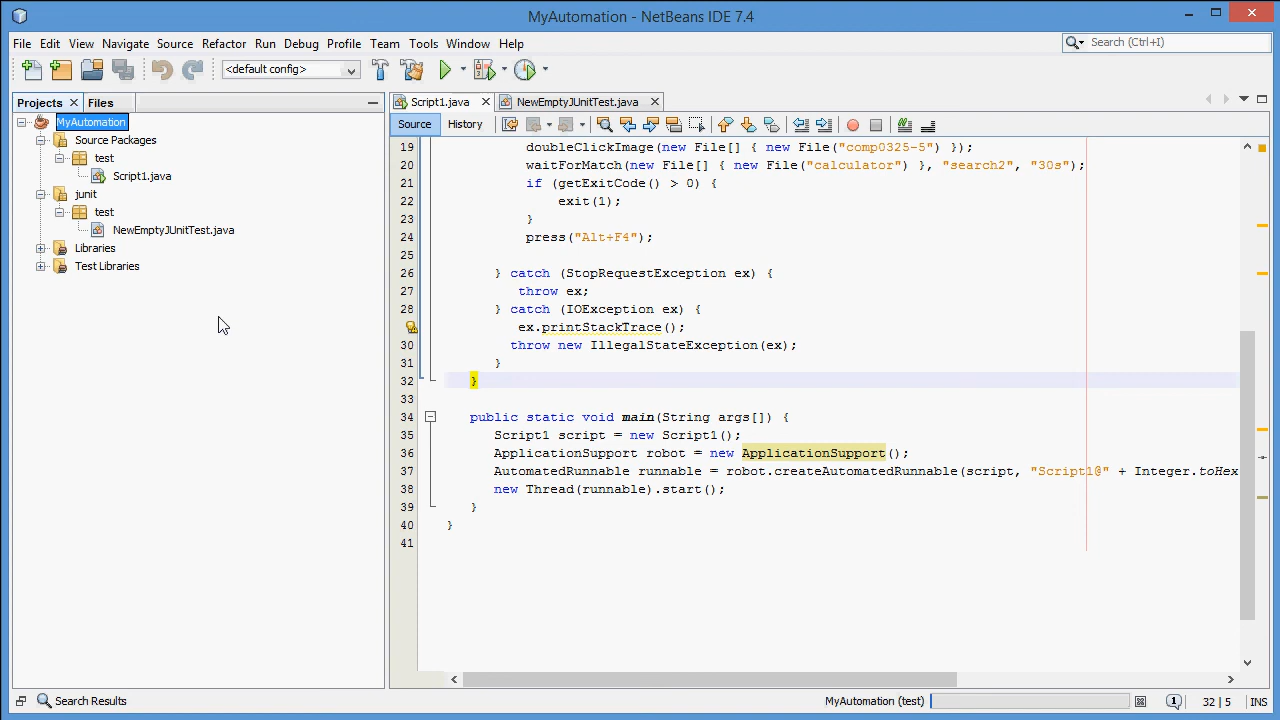 MyAutomation - NetBeans IDE 7.4
File Edit View Navigate Source Refactor Run Debug Profile Team Tools Window Help
Search (Ctrl+I)
<default config>
Projects Files
MyAutomation
Source Packages
test
Script1.java
junit
test
NewEmptyJUnitTest.java
Libraries
Test Libraries
Script1.java NewEmptyJUnitTest.java
Source History
19 doubleClickImage(new File[] { new File("comp0325-5") });
20 waitForMatch(new File[] { new File("calculator") }, "search2", "30s");
21 if (getExitCode() > 0) {
22 exit(1);
23 }
24 press("Alt+F4");
25
26 } catch (StopRequestException ex) {
27 throw ex;
28 } catch (IOException ex) {
ex.printStackTrace();
30 throw new IllegalStateException(ex);
31 }
32 }
33
34 public static void main(String args[]) {
35 Script1 script = new Script1();
36 ApplicationSupport robot = new ApplicationSupport();
37 AutomatedRunnable runnable = robot.createAutomatedRunnable(script, "Script1@" + Integer.toHex
38 new Thread(runnable).start();
39 }
40 }
41
Search Results
MyAutomation (test) 1 32 | 5 INS